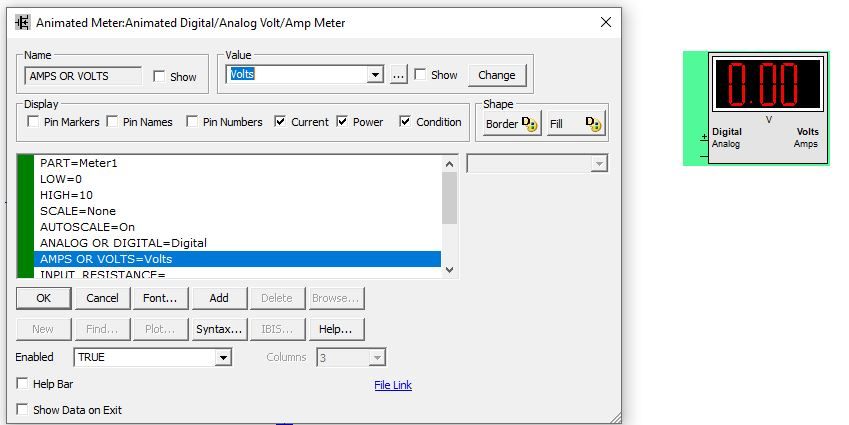 Animated Meter:Animated Digital/Analog Volt/Amp Meter
Name
AMPS OR VOLTS
Show
Value
Volts
...
Show
Change
Display
Pin Markers
Pin Names
Pin Numbers
Current
Power
Condition
Shape
Border
Fill
PART=Meter1
LOW=0
HIGH=10
SCALE=None
AUTOSCALE=On
ANALOG OR DIGITAL=Digital
AMPS OR VOLTS=Volts
INPUT_RESISTANCE=
OK
Cancel
Font...
Add
Delete
Browse...
New
Find...
Plot...
Syntax...
IBIS...
Help...
Enabled
TRUE
Columns
3
Help Bar
File Link
Show Data on Exit
0.00
V
Digital Volts
Analog Amps